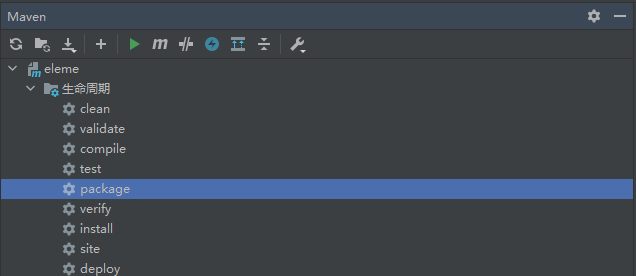 Maven
eleme
生命周期
clean
validate
compile
test
package
verify
install
site
deploy